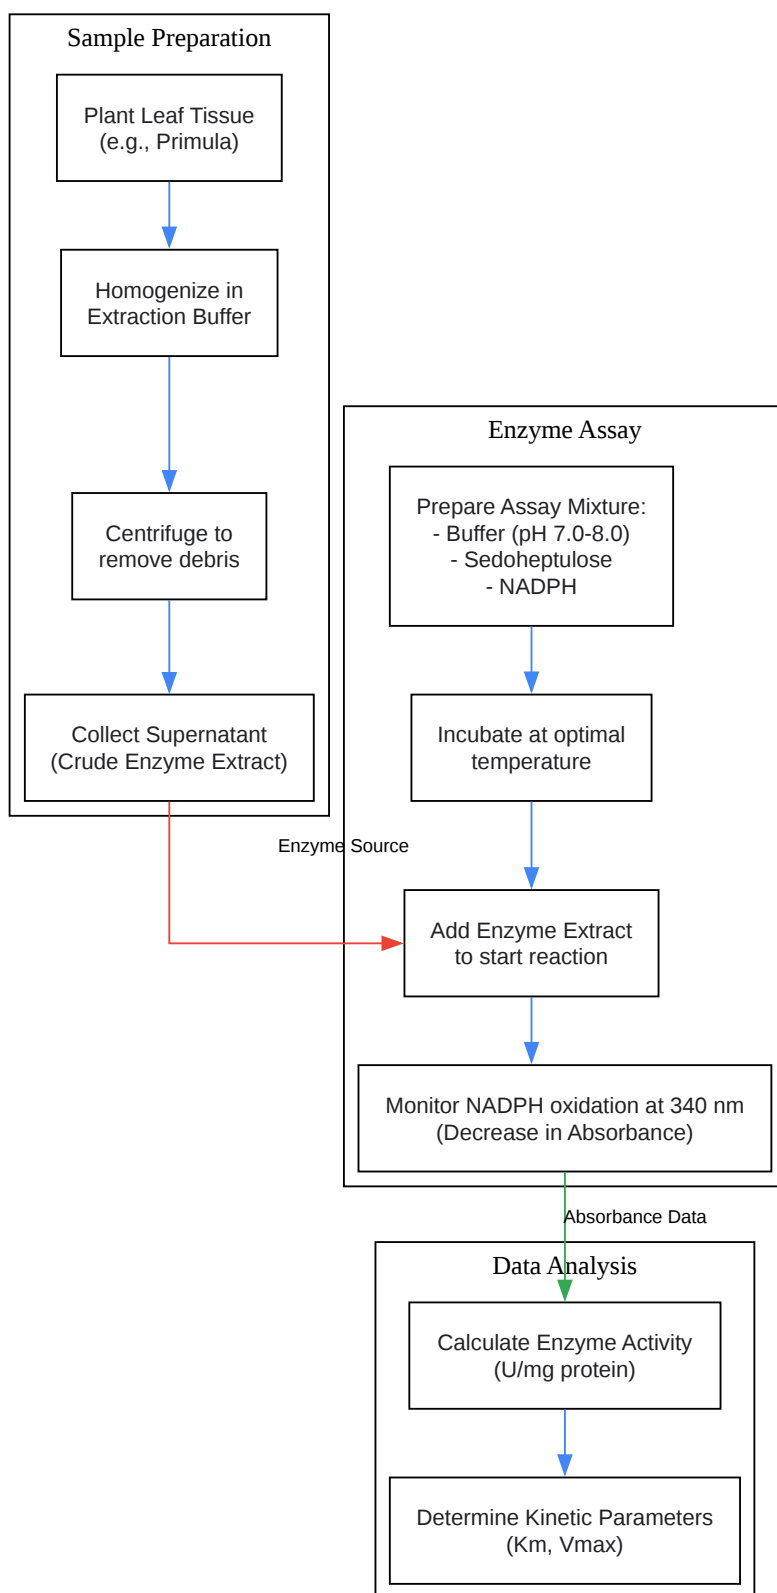 Sample Preparation
Plant Leaf Tissue
(e.g., Primula)
Homogenize in
Extraction Buffer
Centrifuge to
remove debris
Collect Supernatant
(Crude Enzyme Extract)
Enzyme Source
Enzyme Assay
Prepare Assay Mixture:
- Buffer (pH 7.0-8.0)
- Sedoheptulose
- NADPH
Incubate at optimal
temperature
Add Enzyme Extract
to start reaction
Monitor NADPH oxidation at 340 nm
(Decrease in Absorbance)
Absorbance Data
Data Analysis
Calculate Enzyme Activity
(U/mg protein)
Determine Kinetic Parameters
(Km, Vmax)